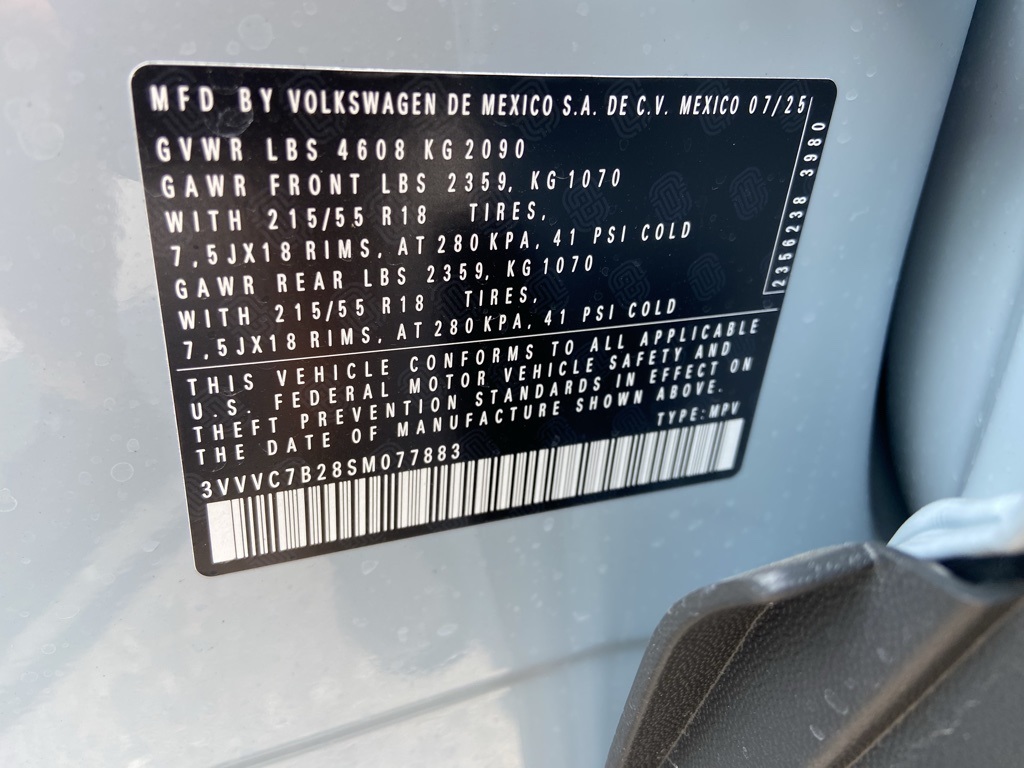 MFD BY VOLKSWAGEN DE MEXICO S.A. DE C.V. MEXICO 07/25
GVWR LBS 4608 KG 2090
GAWR FRONT LBS 2359, KG 1070
WITH 215/55 R18 TIRES,
7,5JX18 RIMS, AT 280 KPA, 41 PSI COLD
GAWR REAR LBS 2359, KG 1070
WITH 215/55 R18 TIRES,
7,5JX18 RIMS, AT 280 KPA, 41 PSI COLD
2356238 3980
THIS VEHICLE CONFORMS TO ALL APPLICABLE
U.S. FEDERAL MOTOR VEHICLE SAFETY AND
THEFT PREVENTION STANDARDS IN EFFECT ON
THE DATE OF MANUFACTURE SHOWN ABOVE.
TYPE: MPV
3VVVC7B28SM077883